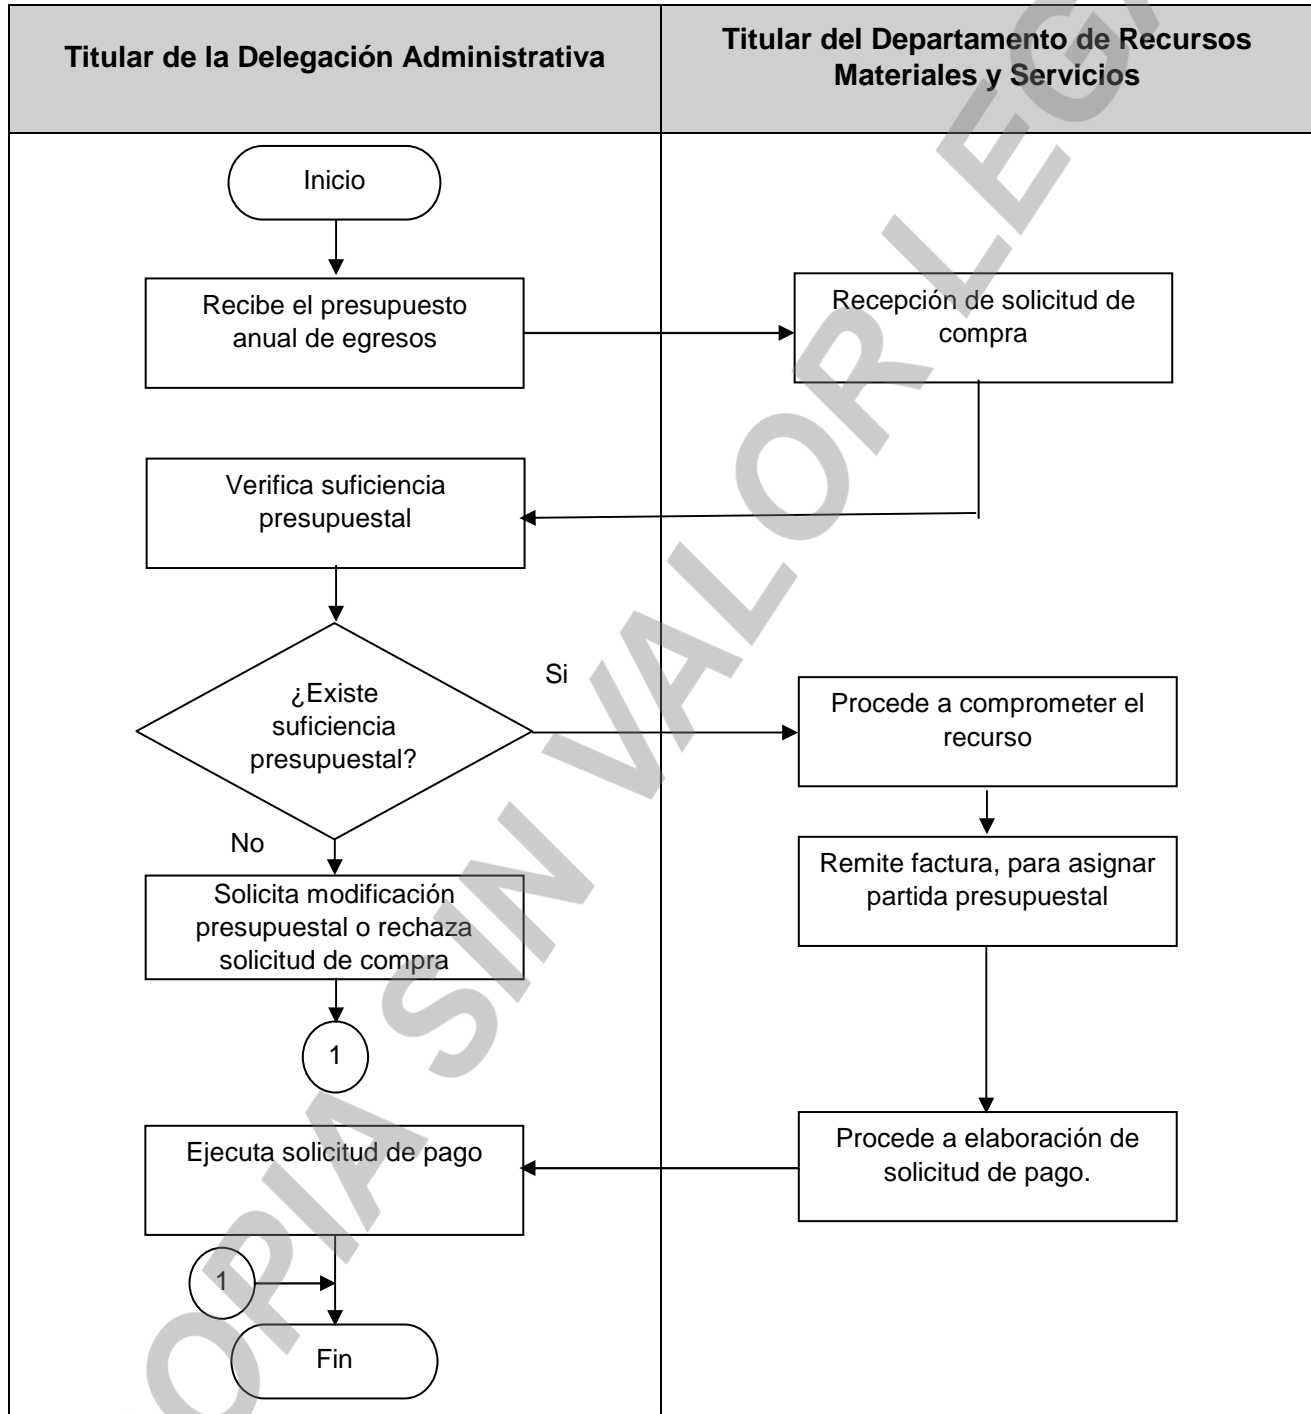 Titular de la Delegación Administrativa
Titular del Departamento de Recursos
Materiales y Servicios
Inicio
Recibe el presupuesto
anual de egresos
Recepción de solicitud de
compra
Verifica suficiencia
presupuestal
¿Existe
suficiencia
presupuestal?
Si
Procede a comprometer el
recurso
No
Remite factura, para asignar
partida presupuestal
Solicita modificación
presupuestal o rechaza
solicitud de compra
1
Ejecuta solicitud de pago
Procede a elaboración de
solicitud de pago.
1
Fin
OPIA SIN VALOR LEGA